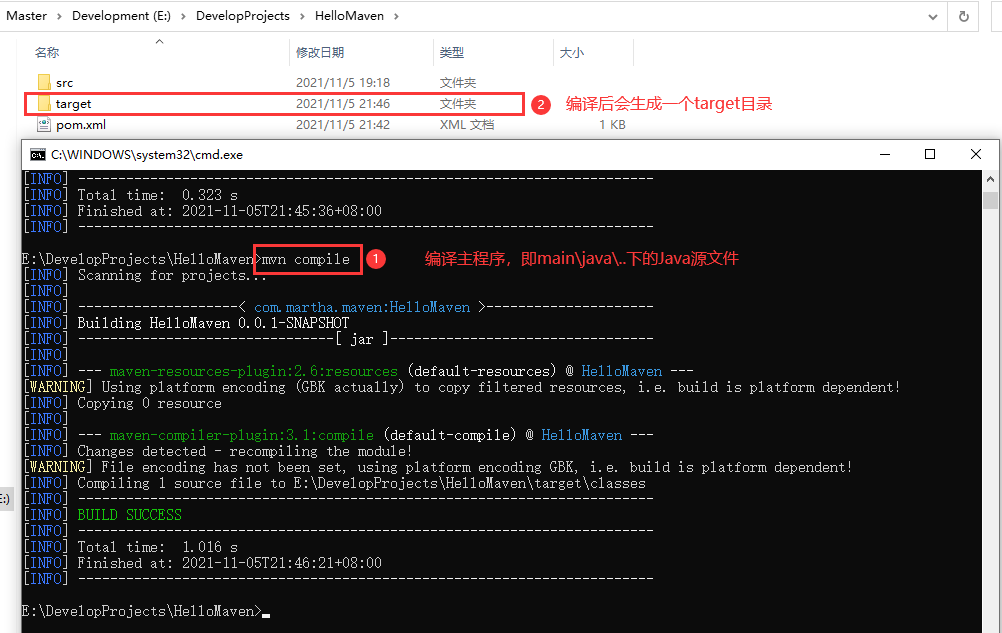 Master > Development (E:) > DevelopProjects > HelloMaven >
名称 修改日期 类型 大小
src 2021/11/5 19:18 文件夹
target 2021/11/5 21:46 文件夹 2 编译后会生成一个target目录
pom.xml 2021/11/5 21:42 XML 文档 1 KB
C:\WINDOWS\system32\cmd.exe
[INFO] ------------------------------------------------------------------------
[INFO] Total time:  0.323 s
[INFO] Finished at: 2021-11-05T21:45:36+08:00
[INFO] ------------------------------------------------------------------------
E:\DevelopProjects\HelloMaven>mvn compile 1 编译主程序，即main\java\..下的Java源文件
[INFO] Scanning for projects...
[INFO]
[INFO] --------------------< com.martha.maven:HelloMaven >---------------------
[INFO] Building HelloMaven 0.0.1-SNAPSHOT
[INFO] --------------------------------[ jar ]---------------------------------
[INFO]
[INFO] --- maven-resources-plugin:2.6:resources (default-resources) @ HelloMaven ---
[WARNING] Using platform encoding (GBK actually) to copy filtered resources, i.e. build is platform dependent!
[INFO] Copying 0 resource
[INFO]
[INFO] --- maven-compiler-plugin:3.1:compile (default-compile) @ HelloMaven ---
[INFO] Changes detected - recompiling the module!
[WARNING] File encoding has not been set, using platform encoding GBK, i.e. build is platform dependent!
[INFO] Compiling 1 source file to E:\DevelopProjects\HelloMaven\target\classes
[INFO] ------------------------------------------------------------------------
E:)
[INFO] BUILD SUCCESS
[INFO] ------------------------------------------------------------------------
[INFO] Total time:  1.016 s
[INFO] Finished at: 2021-11-05T21:46:21+08:00
[INFO] ------------------------------------------------------------------------
E:\DevelopProjects\HelloMaven>